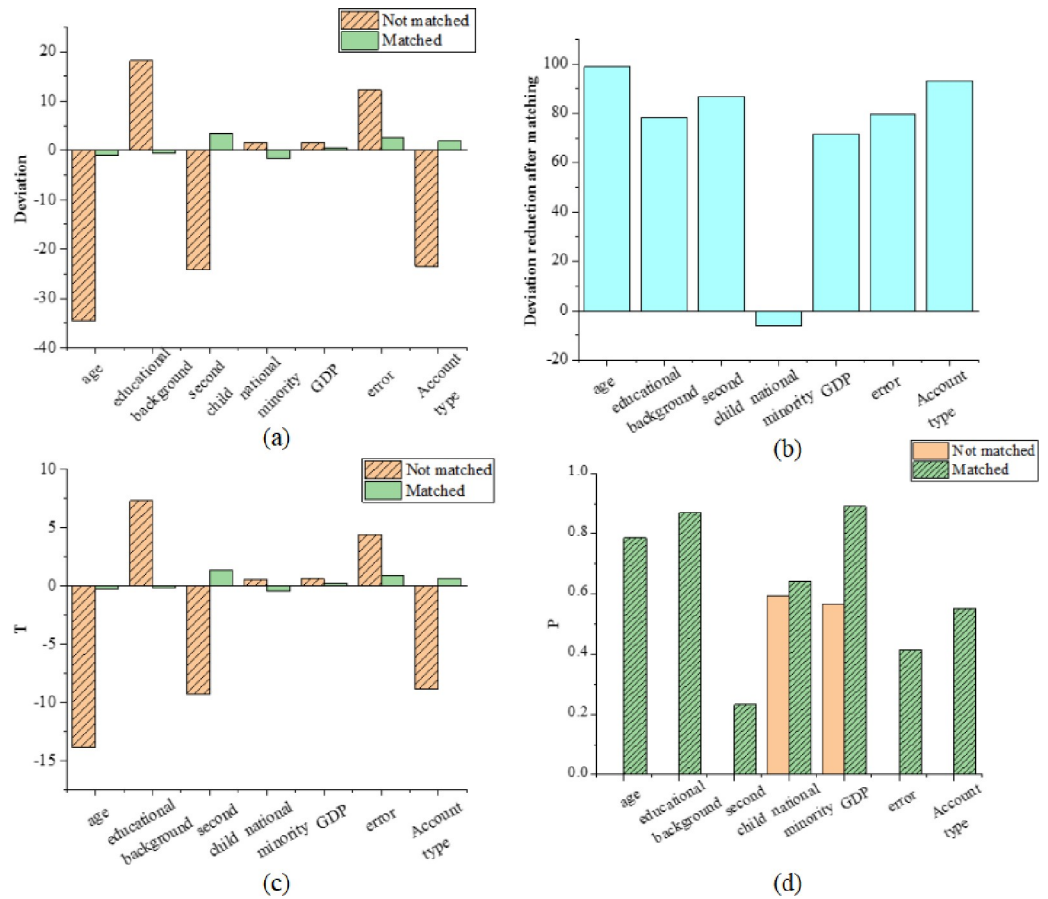 Not matched
Matched
20
10
0
-10
-20
-30
-40
Deviation
age
educational
background
second
child
national
minority
GDP
error
Account
type
(a)
100
80
60
40
20
0
-20
Deviation reduction after matching
age
educational
background
second
child
national
minority
GDP
error
Account
type
(b)
Not matched
Matched
10
5
0
-5
-10
-15
T
age
educational
background
second
child
national
minority
GDP
error
Account
type
(c)
Not matched
Matched
1.0
0.8
0.6
0.4
0.2
0.0
P
age
educational
background
second
child
national
minority
GDP
error
Account
type
(d)